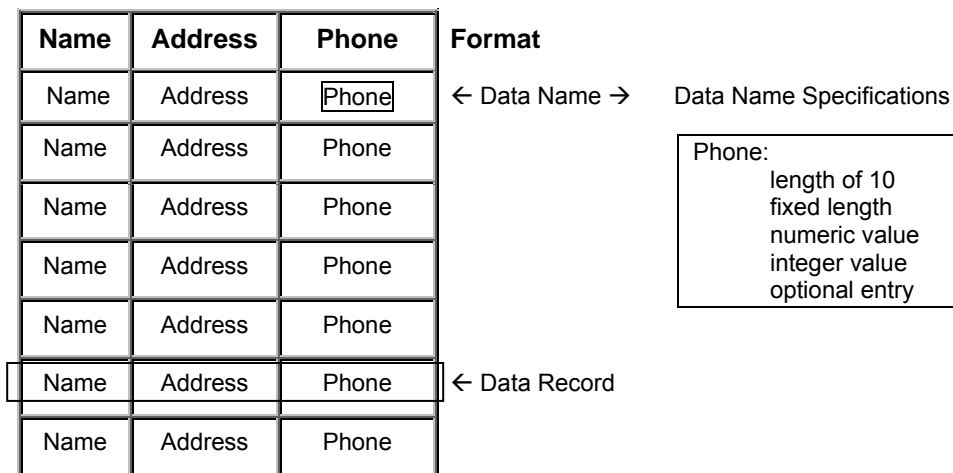 Name Address Phone Format
Name Address Phone ← Data Name → Data Name Specifications
Name Address Phone
Phone:
length of 10
fixed length
numeric value
integer value
optional entry
Name Address Phone
Name Address Phone
Name Address Phone
Name Address Phone ← Data Record
Name Address Phone